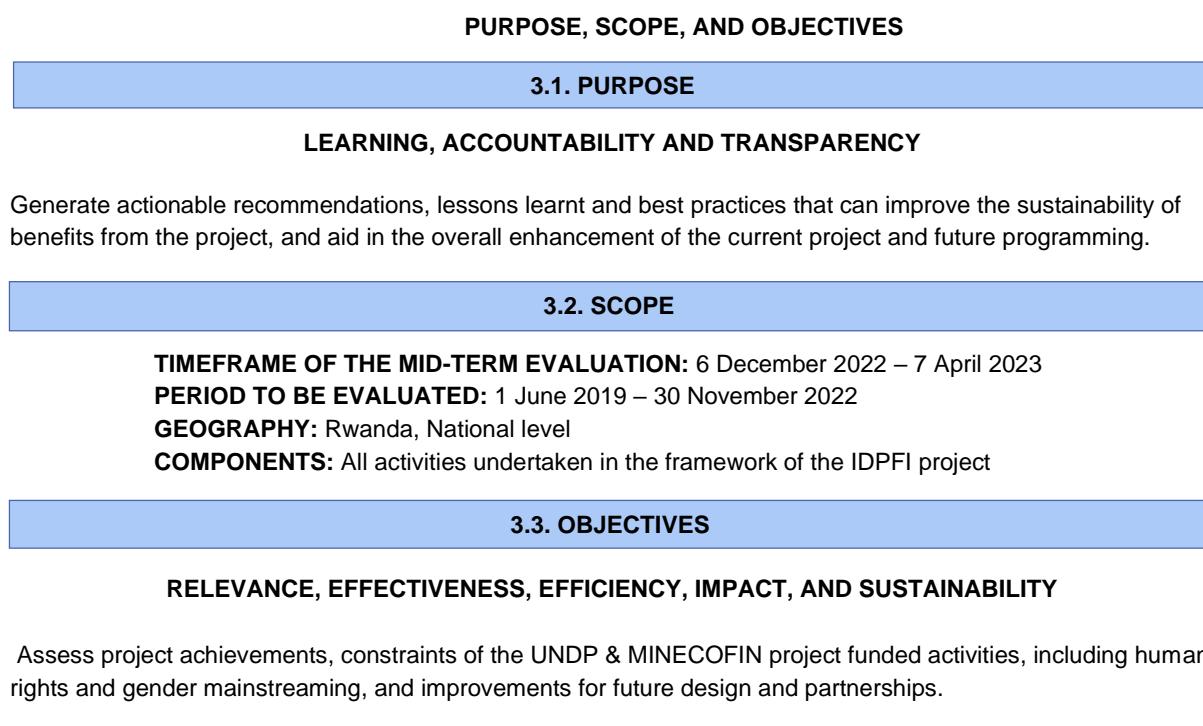 PURPOSE, SCOPE, AND OBJECTIVES
3.1. PURPOSE
LEARNING, ACCOUNTABILITY AND TRANSPARENCY
Generate actionable recommendations, lessons learnt and best practices that can improve the sustainability of
benefits from the project, and aid in the overall enhancement of the current project and future programming.
3.2. SCOPE
TIMEFRAME OF THE MID-TERM EVALUATION: 6 December 2022 – 7 April 2023
PERIOD TO BE EVALUATED: 1 June 2019 – 30 November 2022
GEOGRAPHY: Rwanda, National level
COMPONENTS: All activities undertaken in the framework of the IDPFI project
3.3. OBJECTIVES
RELEVANCE, EFFECTIVENESS, EFFICIENCY, IMPACT, AND SUSTAINABILITY
Assess project achievements, constraints of the UNDP & MINECOFIN project funded activities, including human
rights and gender mainstreaming, and improvements for future design and partnerships.